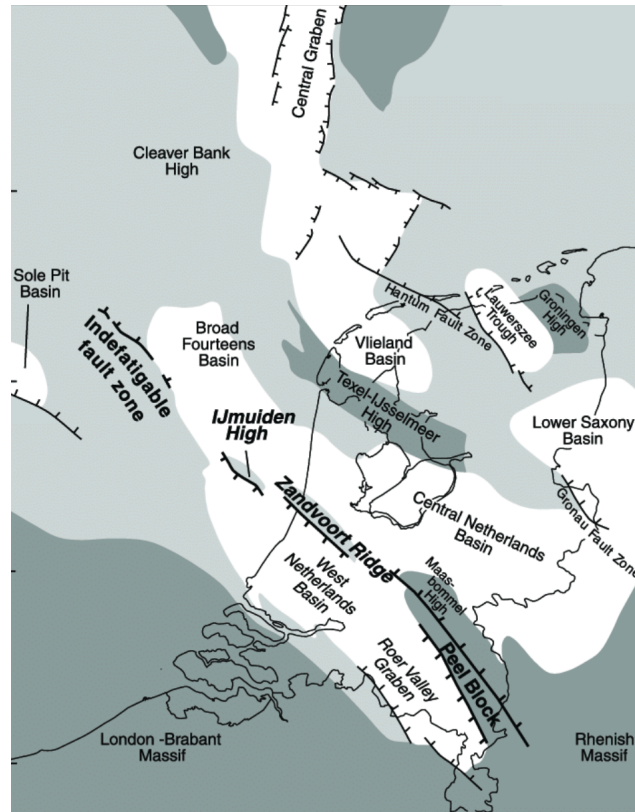 Central Graben
Cleaver Bank
High
Sole Pit
Basin
Indefatigable
fault zone
Broad
Fourteens
Basin
Hantum Fault Zone
Lauwerszee
Trough
Groningen
High
Vlieland
Basin
Texel-IJsselmeer
High
IJmuiden
High
Lower Saxony
Basin
Gronau Fault Zone
Zandvoort Ridge
Central Netherlands
Basin
West
Netherlands
Basin
Maas-
bommel
High
Peel Block
Roer Valley
Graben
London -Brabant
Massif
Rhenish
Massif